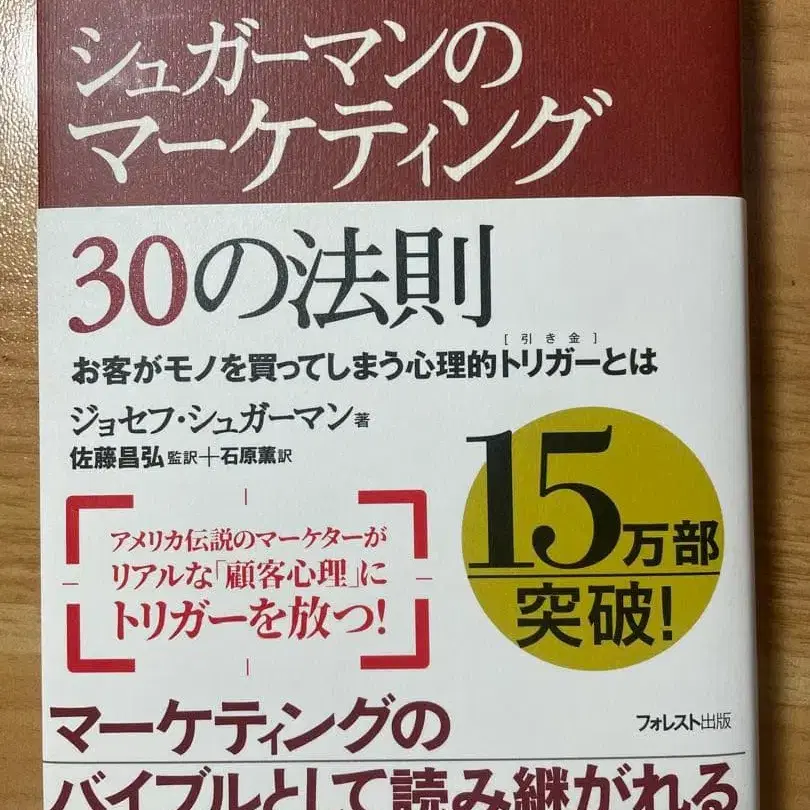 シュガーマンの
マーケティング
30の法則
お客がモノを買ってしまう心理的トリガーとは
[引き金]
ジョセフ・シュガーマン 著
佐藤昌弘 監訳+石原薫 訳
アメリカ伝説のマーケターが
リアルな「顧客心理」に
トリガーを放つ!
15万部
突破!
マーケティングの
フォレスト出版
バイブルとして読み継がれる